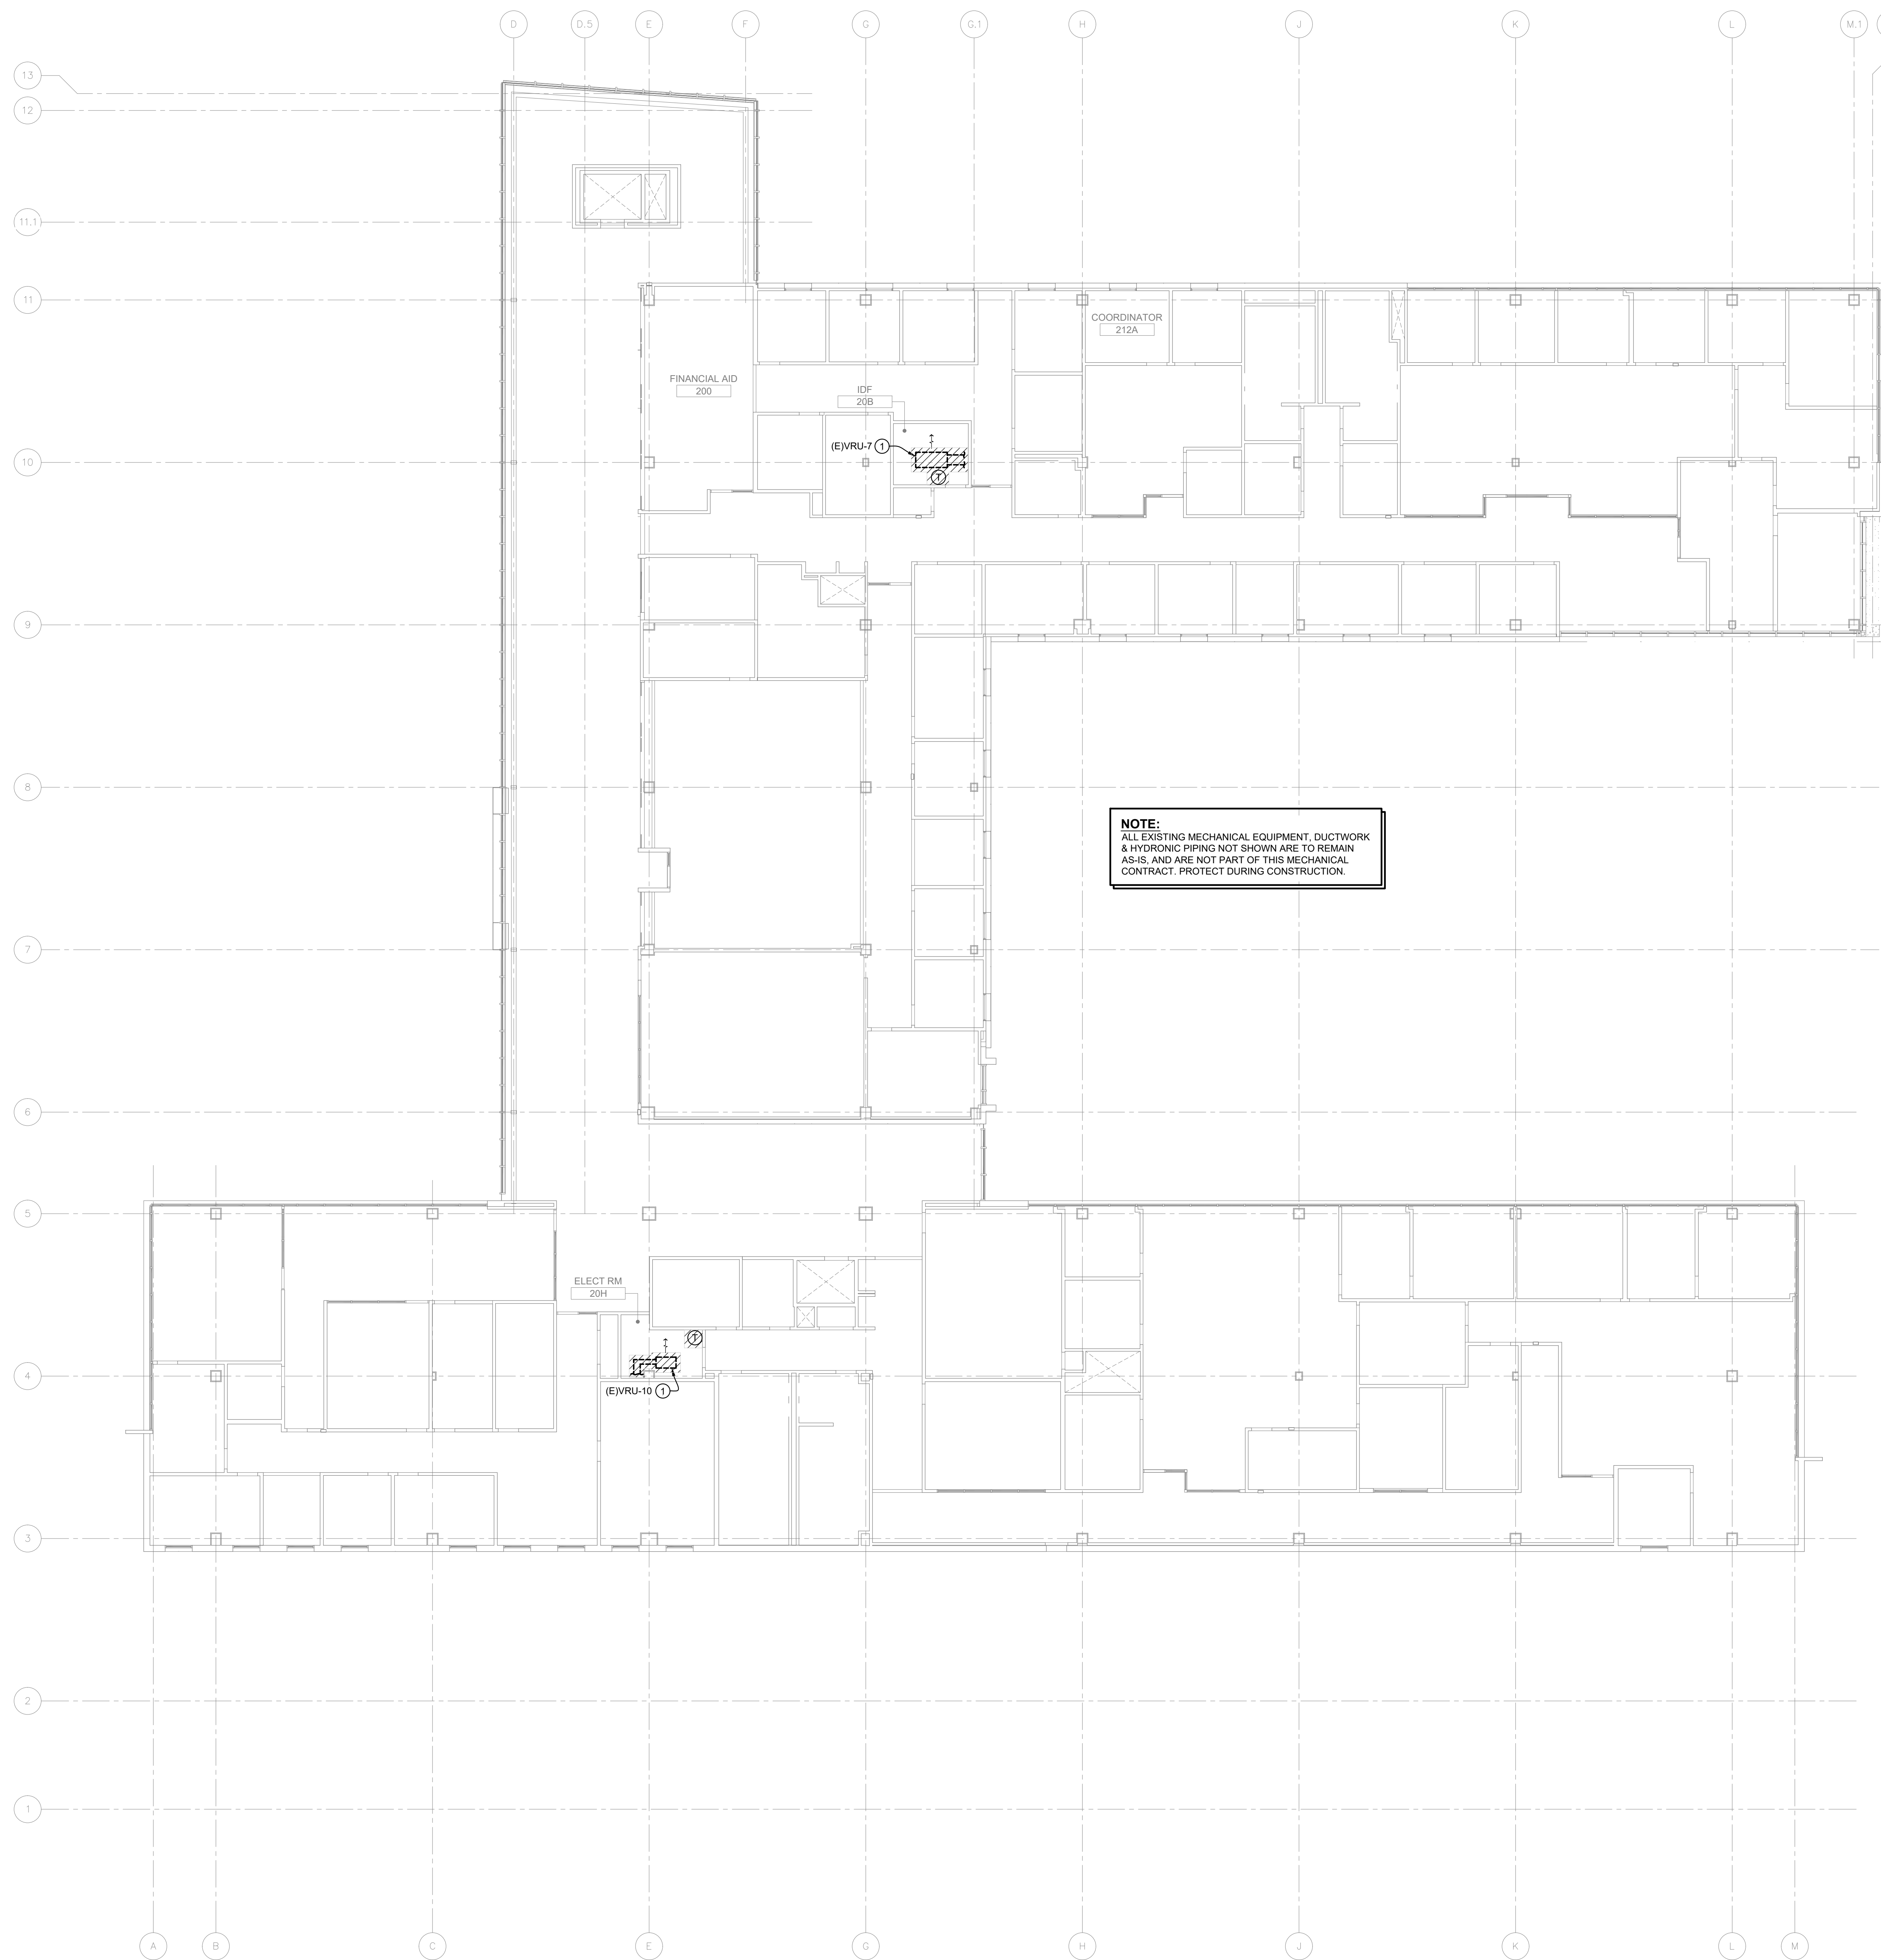 D
D.5
E
F
G
G.1
H
J
K
L
M.1
13
12
11.1
11
10
9
8
7
6
5
4
3
2
1
COORDINATOR
212A
FINANCIAL AID
200
IDF
20B
(E)VRU-7 1
T
NOTE:
ALL EXISTING MECHANICAL EQUIPMENT, DUCTWORK
& HYDRONIC PIPING NOT SHOWN ARE TO REMAIN
AS-IS, AND ARE NOT PART OF THIS MECHANICAL
CONTRACT. PROTECT DURING CONSTRUCTION.
ELECT RM
20H
T
(E)VRU-10 1
A
B
C
E
G
H
J
K
L
M